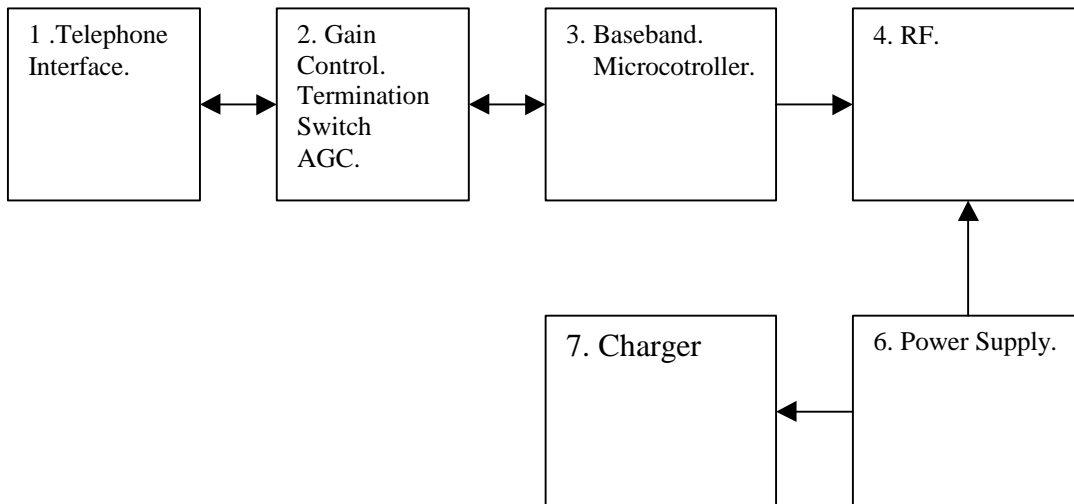 1 .Telephone
Interface.
2. Gain
Control.
Termination
Switch
AGC.
3. Baseband.
Microcotroller.
4. RF.
7. Charger
6. Power Supply.